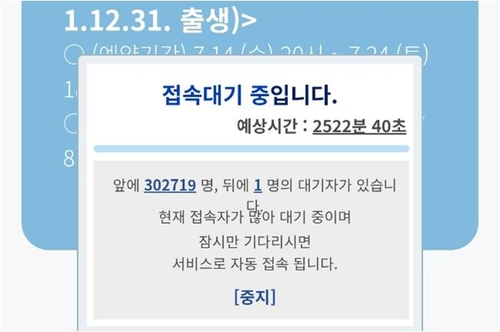 1.12.31. 출생)>
○ (예약기간) 7.14.(수) 20시 ~ 7.24.(토)
18
○
8
접속대기 중입니다.
예상시간 : 2522분 40초
앞에 302719 명, 뒤에 1 명의 대기자가 있습니
다.
현재 접속자가 많아 대기 중이며
잠시만 기다리시면
서비스로 자동 접속 됩니다.
[중지]